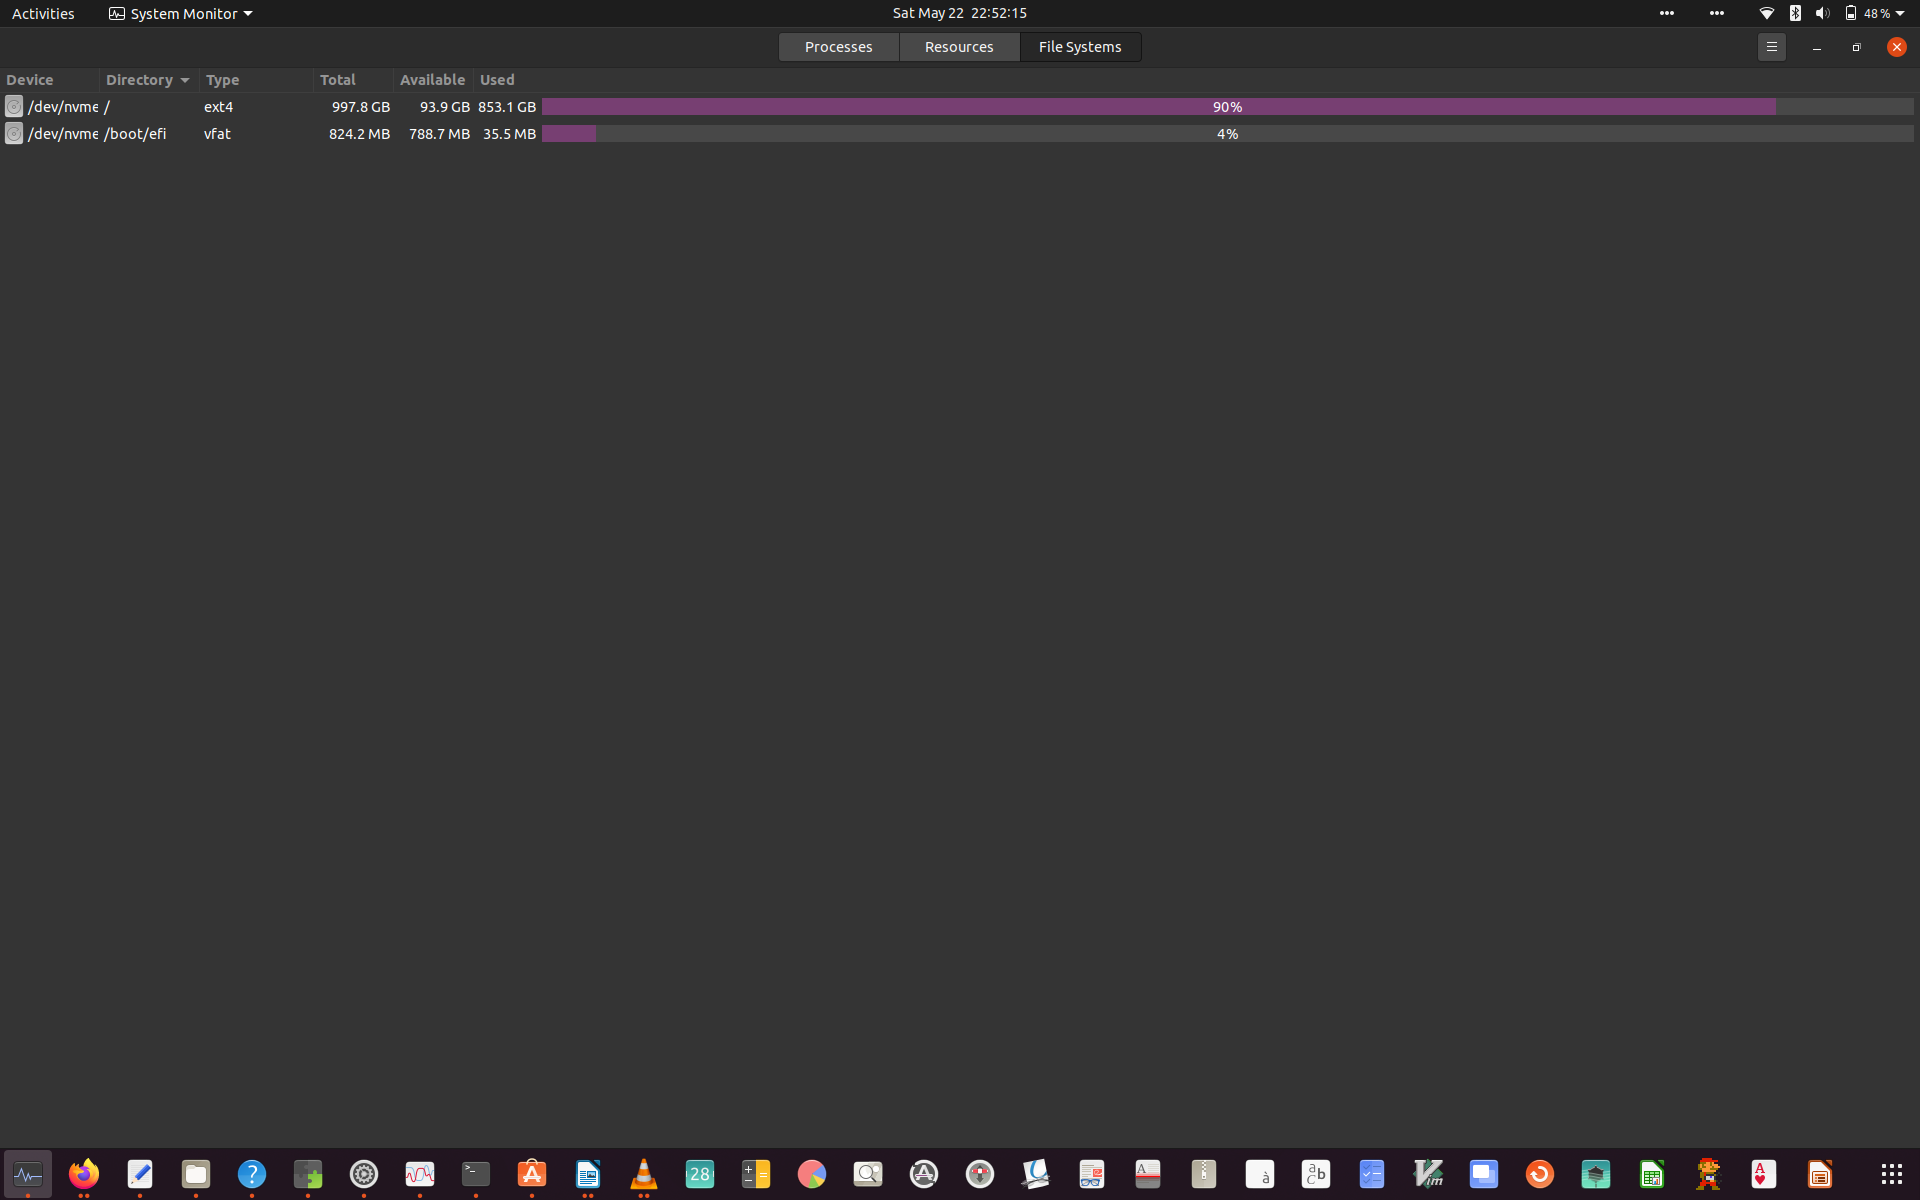 Activities System Monitor Sat May 22 22:52:15 48 %
Processes Resources File Systems
Device Directory Type Total Available Used
/dev/nvme / ext4 997.8 GB 93.9 GB 853.1 GB 90%
/dev/nvme /boot/efi vfat 824.2 MB 788.7 MB 35.5 MB 4%
>_ ? 28 A A à a b c Vim A